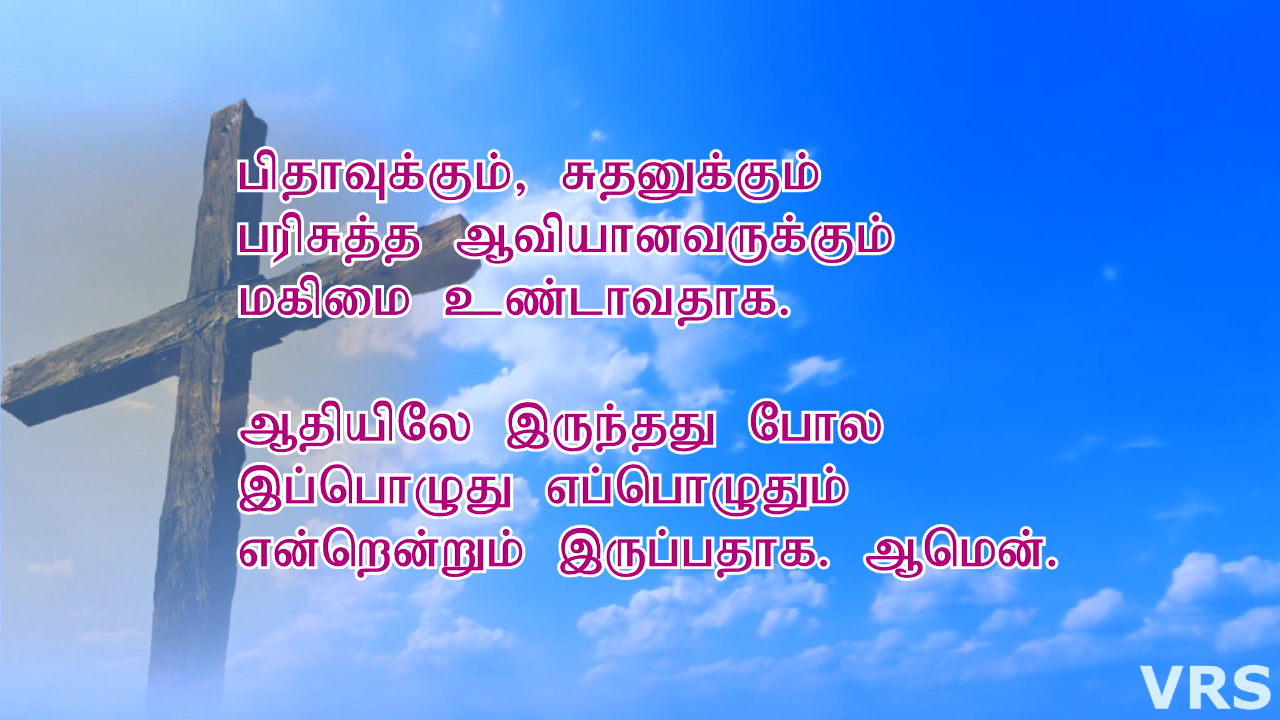 பிதாவுக்கும், சுதனுக்கும்
பரிசுத்த ஆவியானவருக்கும்
மகிமை உண்டாவதாக.
ஆதியிலே இருந்தது போல
இப்பொழுது எப்பொழுதும்
என்றென்றும் இருப்பதாக. ஆமென்.
VRS